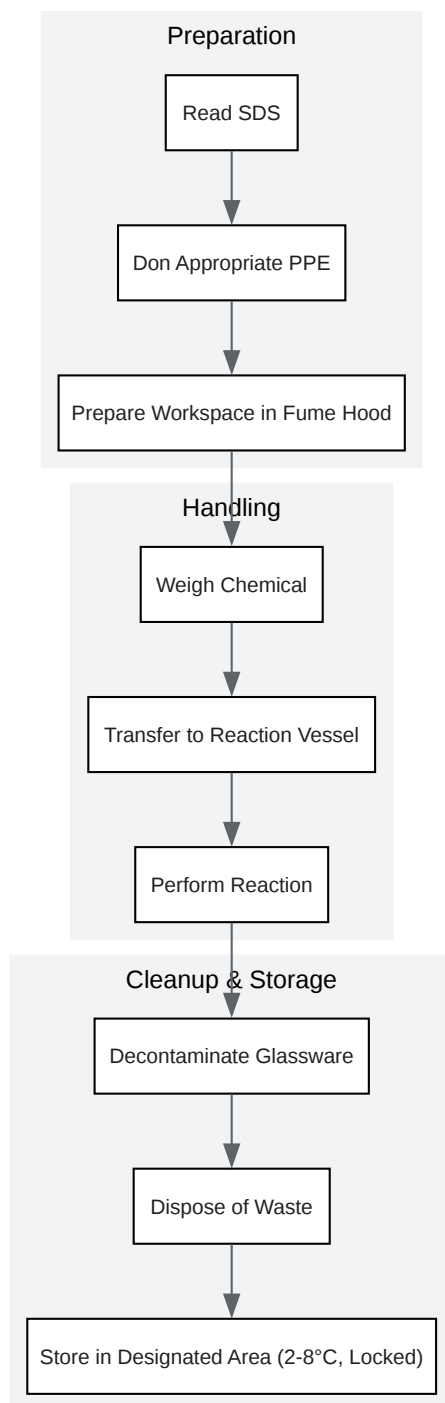 Preparation
Read SDS
Don Appropriate PPE
Prepare Workspace in Fume Hood
Handling
Weigh Chemical
Transfer to Reaction Vessel
Perform Reaction
Cleanup & Storage
Decontaminate Glassware
Dispose of Waste
Store in Designated Area (2-8°C, Locked)